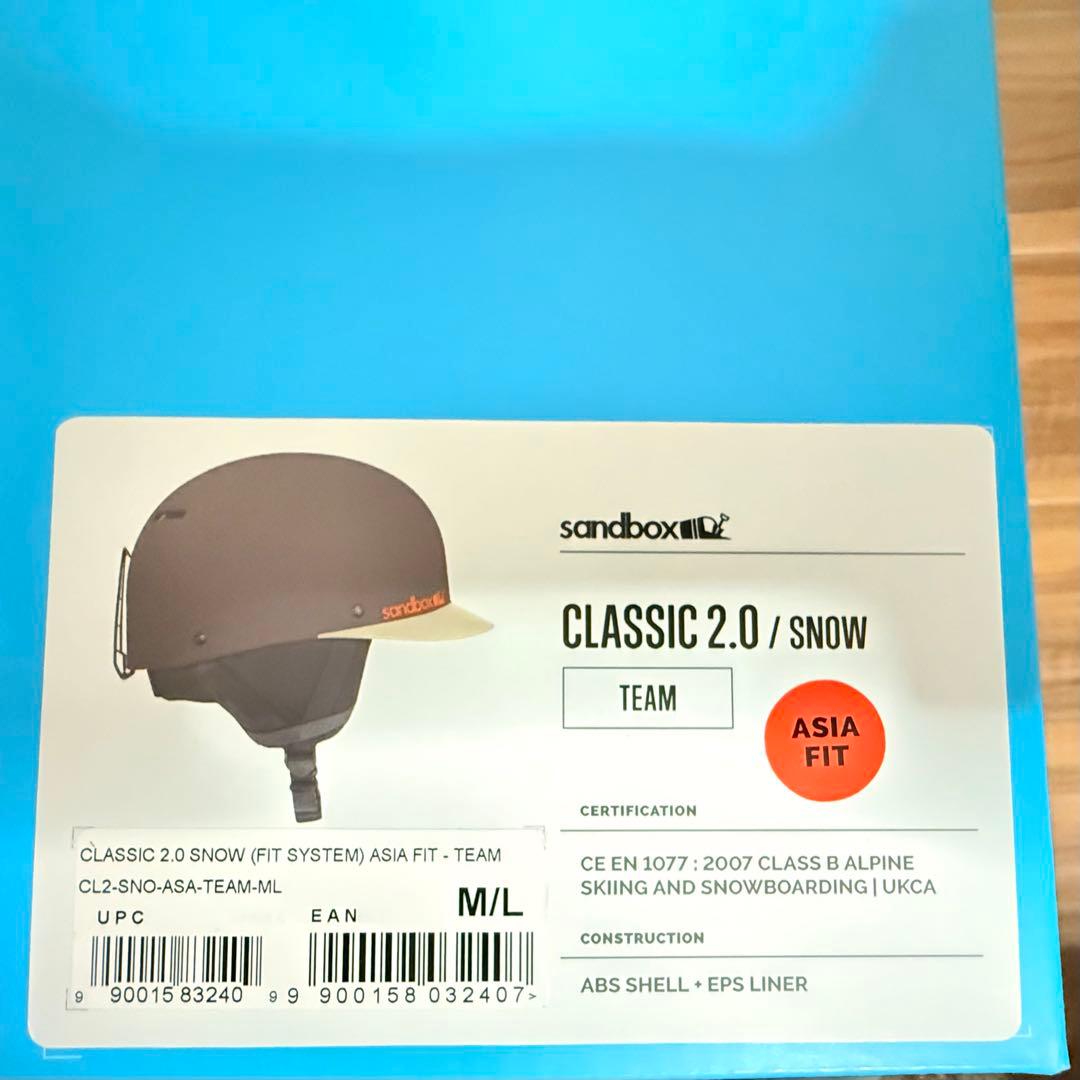 sandbox
sandbox
CLASSIC 2.0 / SNOW
TEAM
ASIA
FIT
CERTIFICATION
CE EN 1077 : 2007 CLASS B ALPINE
SKIING AND SNOWBOARDING | UKCA
CONSTRUCTION
ABS SHELL + EPS LINER
CLASSIC 2.0 SNOW (FIT SYSTEM) ASIA FIT - TEAM
CL2-SNO-ASA-TEAM-ML
M/L
UPC
EAN
9 90015 83240 9
9 900158 032407 >